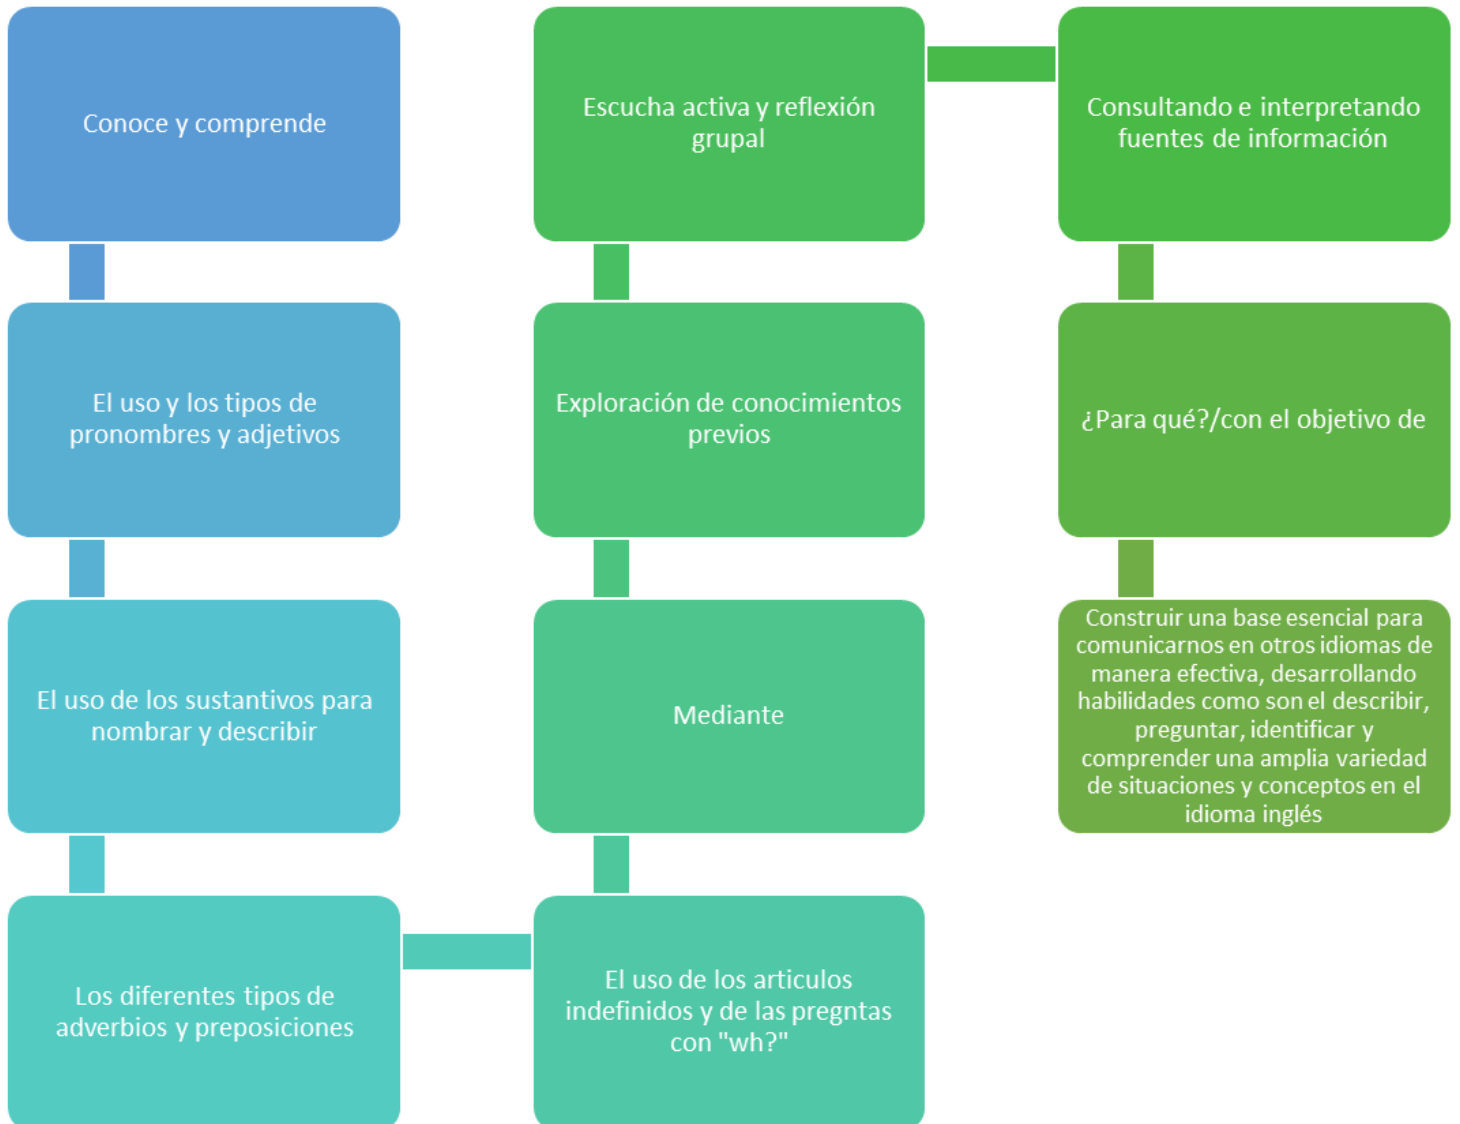 Conoce y comprende
El uso y los tipos de
pronombres y adjetivos
El uso de los sustantivos para
nombrar y describir
Los diferentes tipos de
adverbios y preposiciones
El uso de los articulos
indefinidos y de las pregntas
con "wh?"
Mediante
Exploración de conocimientos
previos
Escucha activa y reflexión
grupal
Consultando e interpretando
fuentes de información
¿Para qué?/con el objetivo de
Construir una base esencial para
comunicarnos en otros idiomas de
manera efectiva, desarrollando
habilidades como son el describir,
preguntar, identificar y
comprender una amplia variedad
de situaciones y conceptos en el
idioma inglés